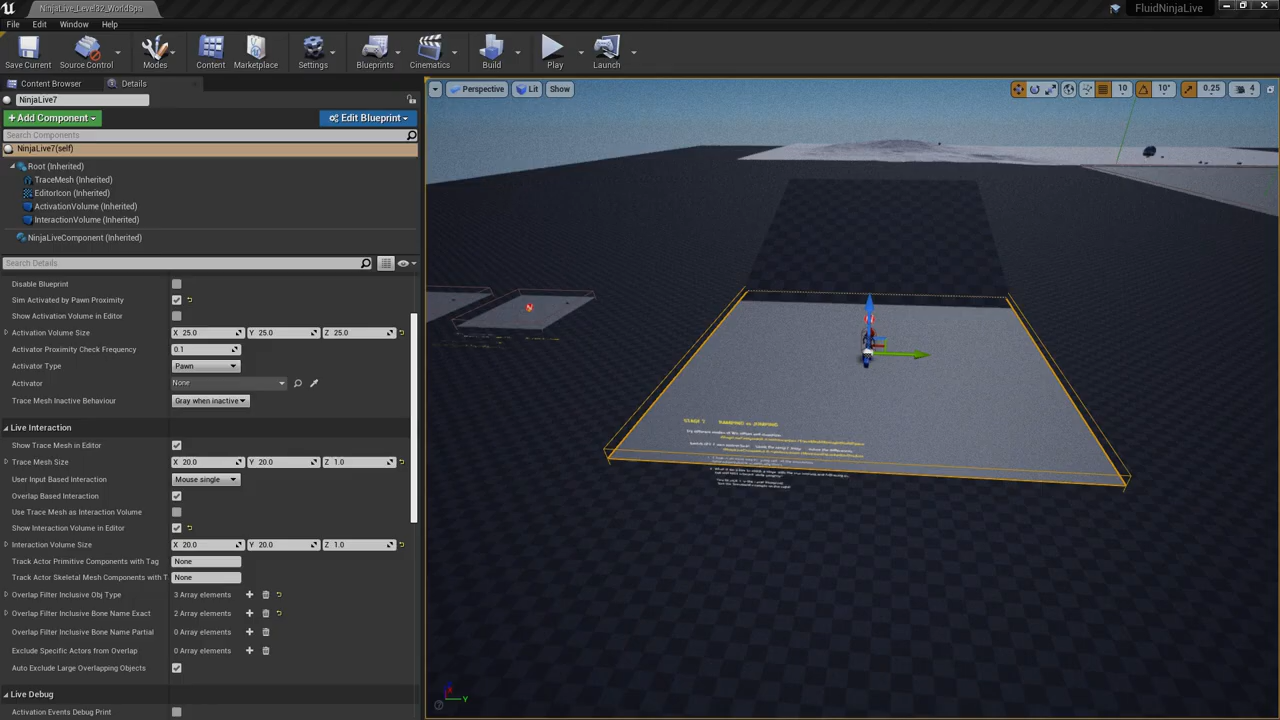 NinjaLive_Level32_WorldSpa
FluidNinjaLive
File Edit Window Help
Save Current
Source Control
Modes
Content
Marketplace
Settings
Blueprints
Cinematics
Build
Play
Launch
Content Browser
Details
NinjaLive7
+ Add Component
Edit Blueprint
Search Components
NinjaLive7(self)
Root (Inherited)
TraceMesh (Inherited)
EditorIcon (Inherited)
ActivationVolume (Inherited)
InteractionVolume (Inherited)
NinjaLiveComponent (Inherited)
Search Details
Disable Blueprint
Sim Activated by Pawn Proximity
Show Activation Volume in Editor
Activation Volume Size X 25.0 Y 25.0 Z 25.0
Activator Proximity Check Frequency 0.1
Activator Type Pawn
Activator None
Trace Mesh Inactive Behaviour Gray when inactive
Live Interaction
Show Trace Mesh in Editor
Trace Mesh Size X 20.0 Y 20.0 Z 1.0
User Input Based Interaction Mouse single
Overlap Based Interaction
Use Trace Mesh as Interaction Volume
Show Interaction Volume in Editor
Interaction Volume Size X 20.0 Y 20.0 Z 1.0
Track Actor Primitive Components with Tag None
Track Actor Skeletal Mesh Components with T None
Overlap Filter Inclusive Obj Type 3 Array elements
Overlap Filter Inclusive Bone Name Exact 2 Array elements
Overlap Filter Inclusive Bone Name Partial 0 Array elements
Exclude Specific Actors from Overlap 0 Array elements
Auto Exclude Large Overlapping Objects
Live Debug
Activation Events Debug Print
Perspective
Lit
Show
10
10°
0.25
4
Y